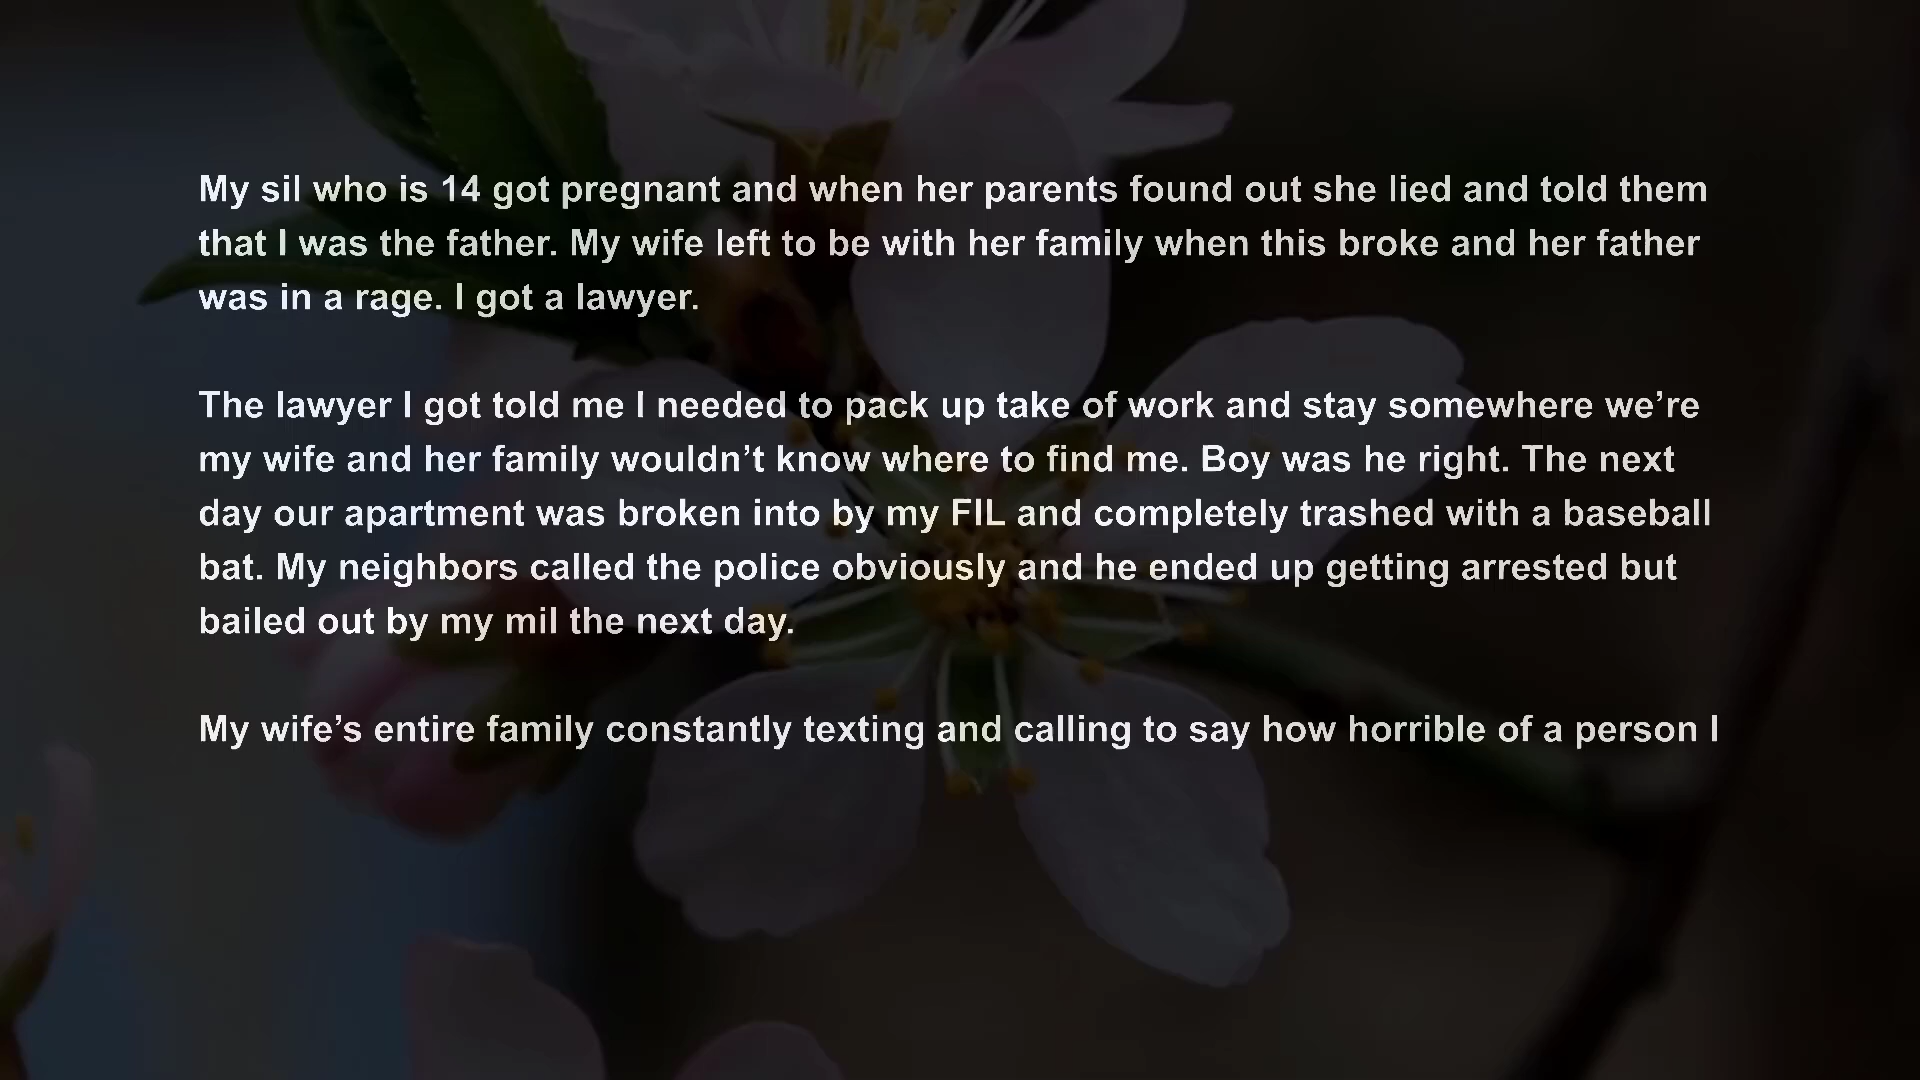 My sil who is 14 got pregnant and when her parents found out she lied and told them
that I was the father. My wife left to be with her family when this broke and her father
was in a rage. I got a lawyer.
The lawyer I got told me I needed to pack up take of work and stay somewhere we’re
my wife and her family wouldn’t know where to find me. Boy was he right. The next
day our apartment was broken into by my FIL and completely trashed with a baseball
bat. My neighbors called the police obviously and he ended up getting arrested but
bailed out by my mil the next day.
My wife’s entire family constantly texting and calling to say how horrible of a person I